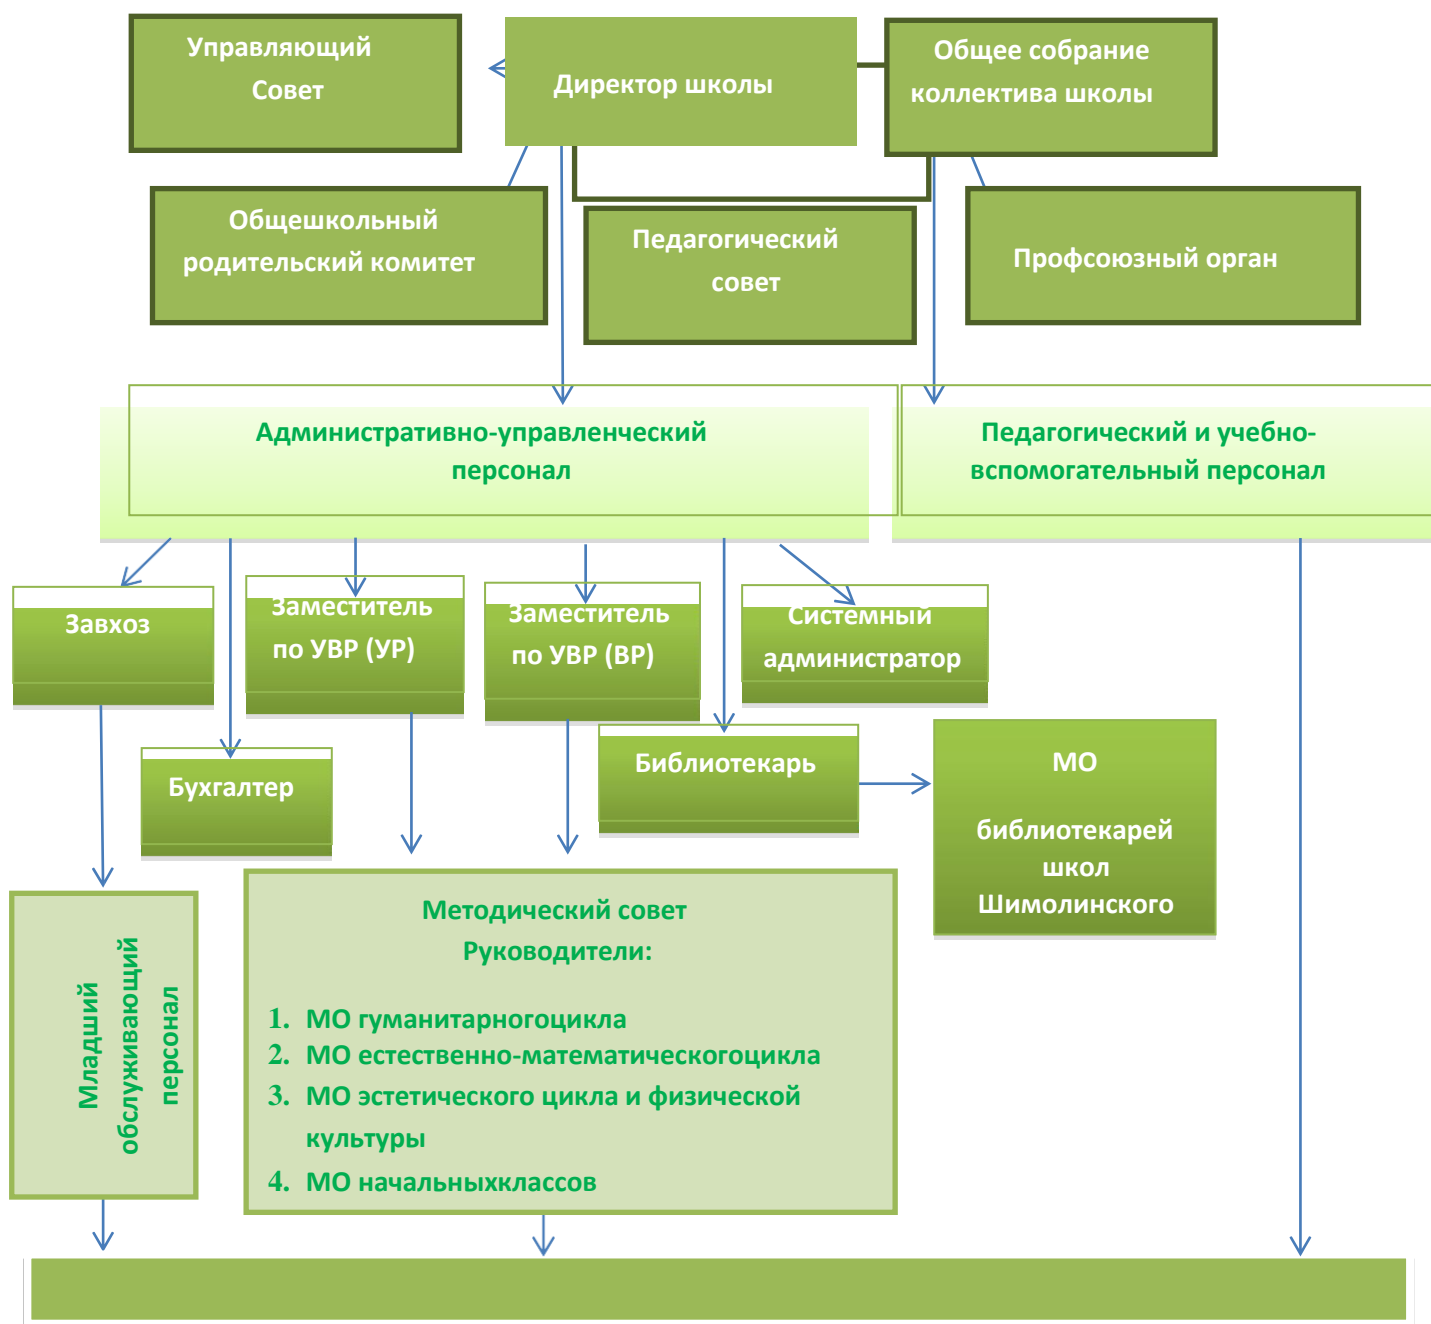 Управляющий
Совет
Директор школы
Общее собрание
коллектива школы
Общешкольный
родительский комитет
Педагогический
совет
Профсоюзный орган
Административно-управленческий
персонал
Педагогический и учебно-
вспомогательный персонал
Завхоз
Заместитель
по УВР (УР)
Заместитель
по УВР (ВР)
Системный
администратор
Бухгалтер
Библиотекарь
МО
библиотекарей
школ
Шимолинского
Младший
обслуживающий
персонал
Методический совет
Руководители:
1. МО гуманитарногоцикла
2. МО естественно-математическогоцикла
3. МО эстетического цикла и физической
культуры
4. МО начальныхклассов